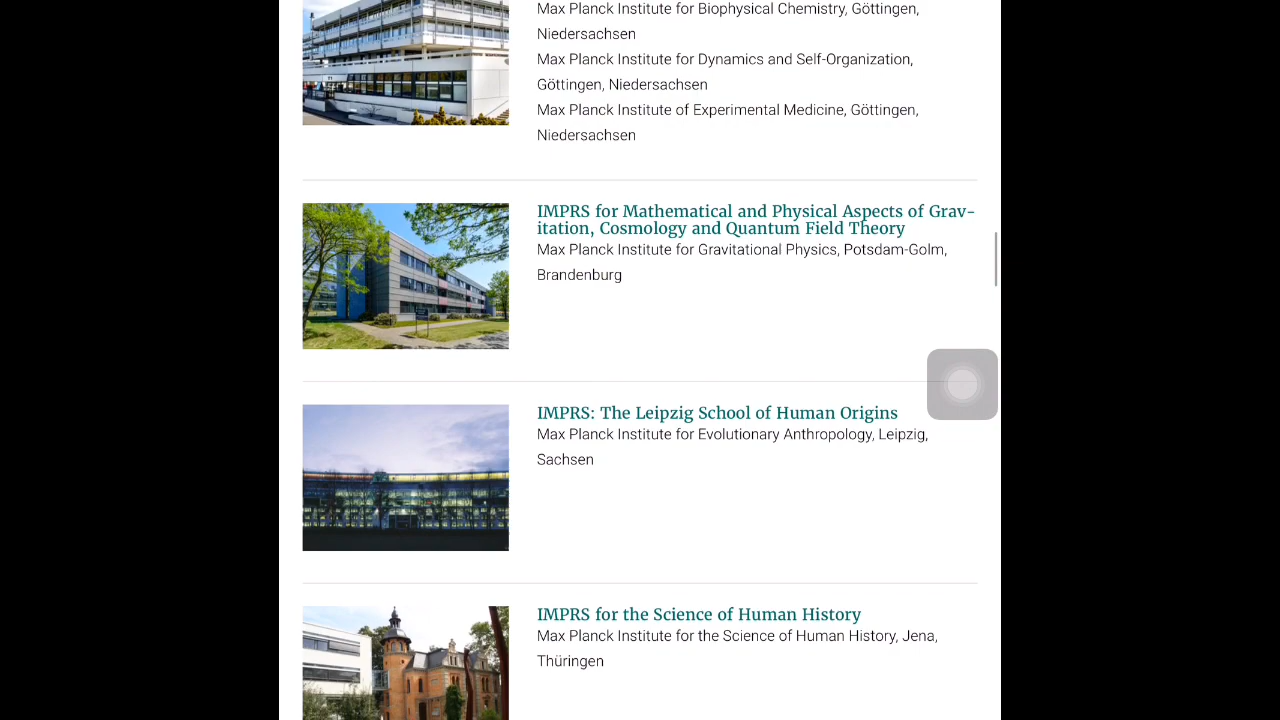 Max Planck Institute for Biophysical Chemistry, Göttingen,
Niedersachsen
Max Planck Institute for Dynamics and Self-Organization,
Göttingen, Niedersachsen
Max Planck Institute of Experimental Medicine, Göttingen,
Niedersachsen
IMPRS for Mathematical and Physical Aspects of Grav-
itation, Cosmology and Quantum Field Theory
Max Planck Institute for Gravitational Physics, Potsdam-Golm,
Brandenburg
IMPRS: The Leipzig School of Human Origins
Max Planck Institute for Evolutionary Anthropology, Leipzig,
Sachsen
IMPRS for the Science of Human History
Max Planck Institute for the Science of Human History, Jena,
Thüringen